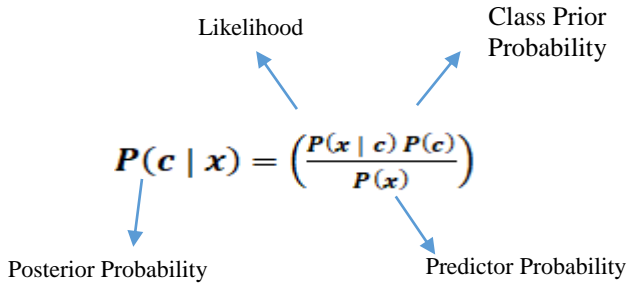 Likelihood
Class Prior
Probability
P(c | x) = (P(x | c) P(c) / P(x))
Posterior Probability
Predictor Probability